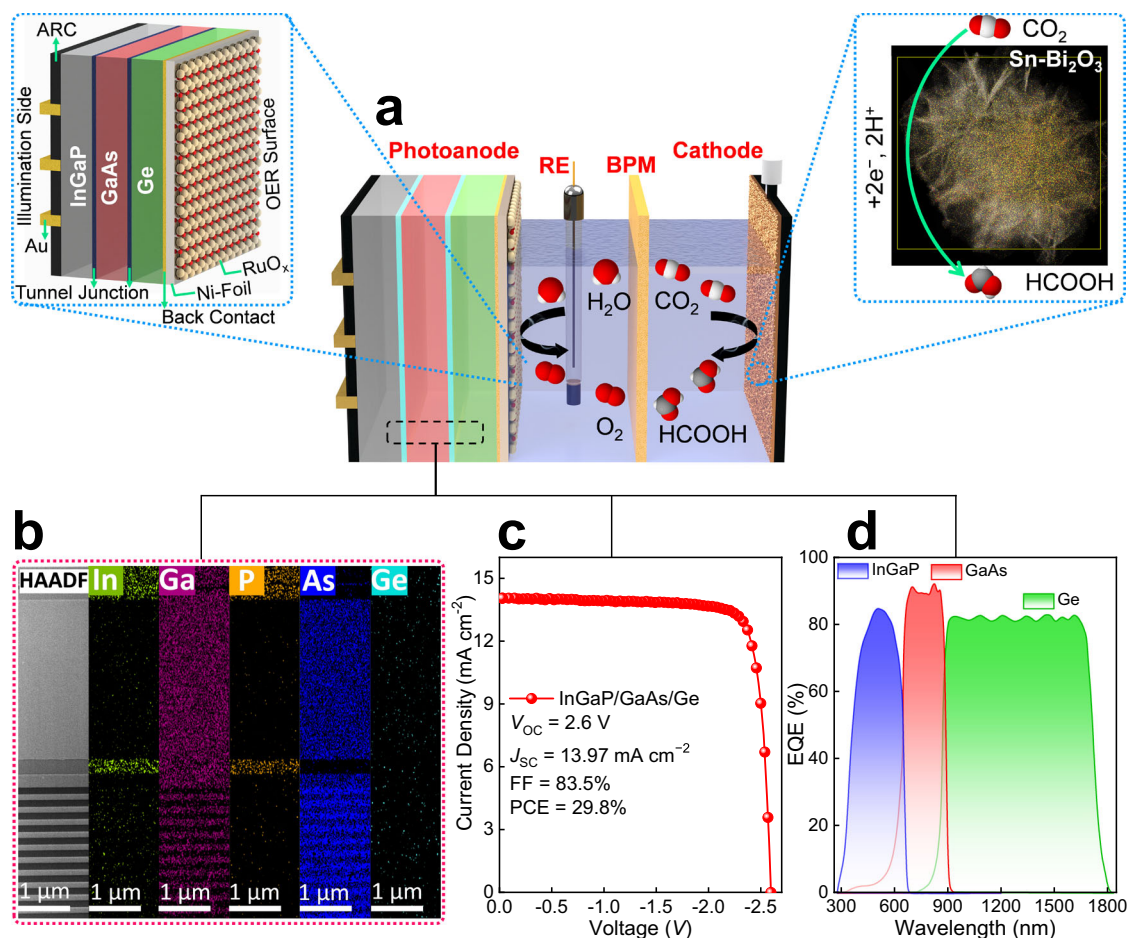 ARC
Illumination Side
InGaP
GaAs
Ge
OER Surface
Au
RuOₓ
Tunnel Junction
Ni-Foil
Back Contact
a
Photoanode
RE
BPM
Cathode
H₂O
CO₂
O₂
HCOOH
CO₂
Sn-Bi₂O₃
+2e⁻, 2H⁺
HCOOH
b
HAADF
In
Ga
P
As
Ge
1 μm
1 μm
1 μm
1 μm
1 μm
1 μm
c
15
12
9
6
3
0
Current Density (mA cm⁻²)
InGaP/GaAs/Ge
V_OC = 2.6 V
J_SC = 13.97 mA cm⁻²
FF = 83.5%
PCE = 29.8%
0.0
-0.5
-1.0
-1.5
-2.0
-2.5
Voltage (V)
d
100
80
60
40
20
0
EQE (%)
InGaP
GaAs
Ge
300
600
900
1200
1500
1800
Wavelength (nm)